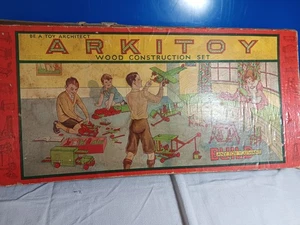 BE A TOY ARCHITECT
ARKITOY
WOOD CONSTRUCTION SET